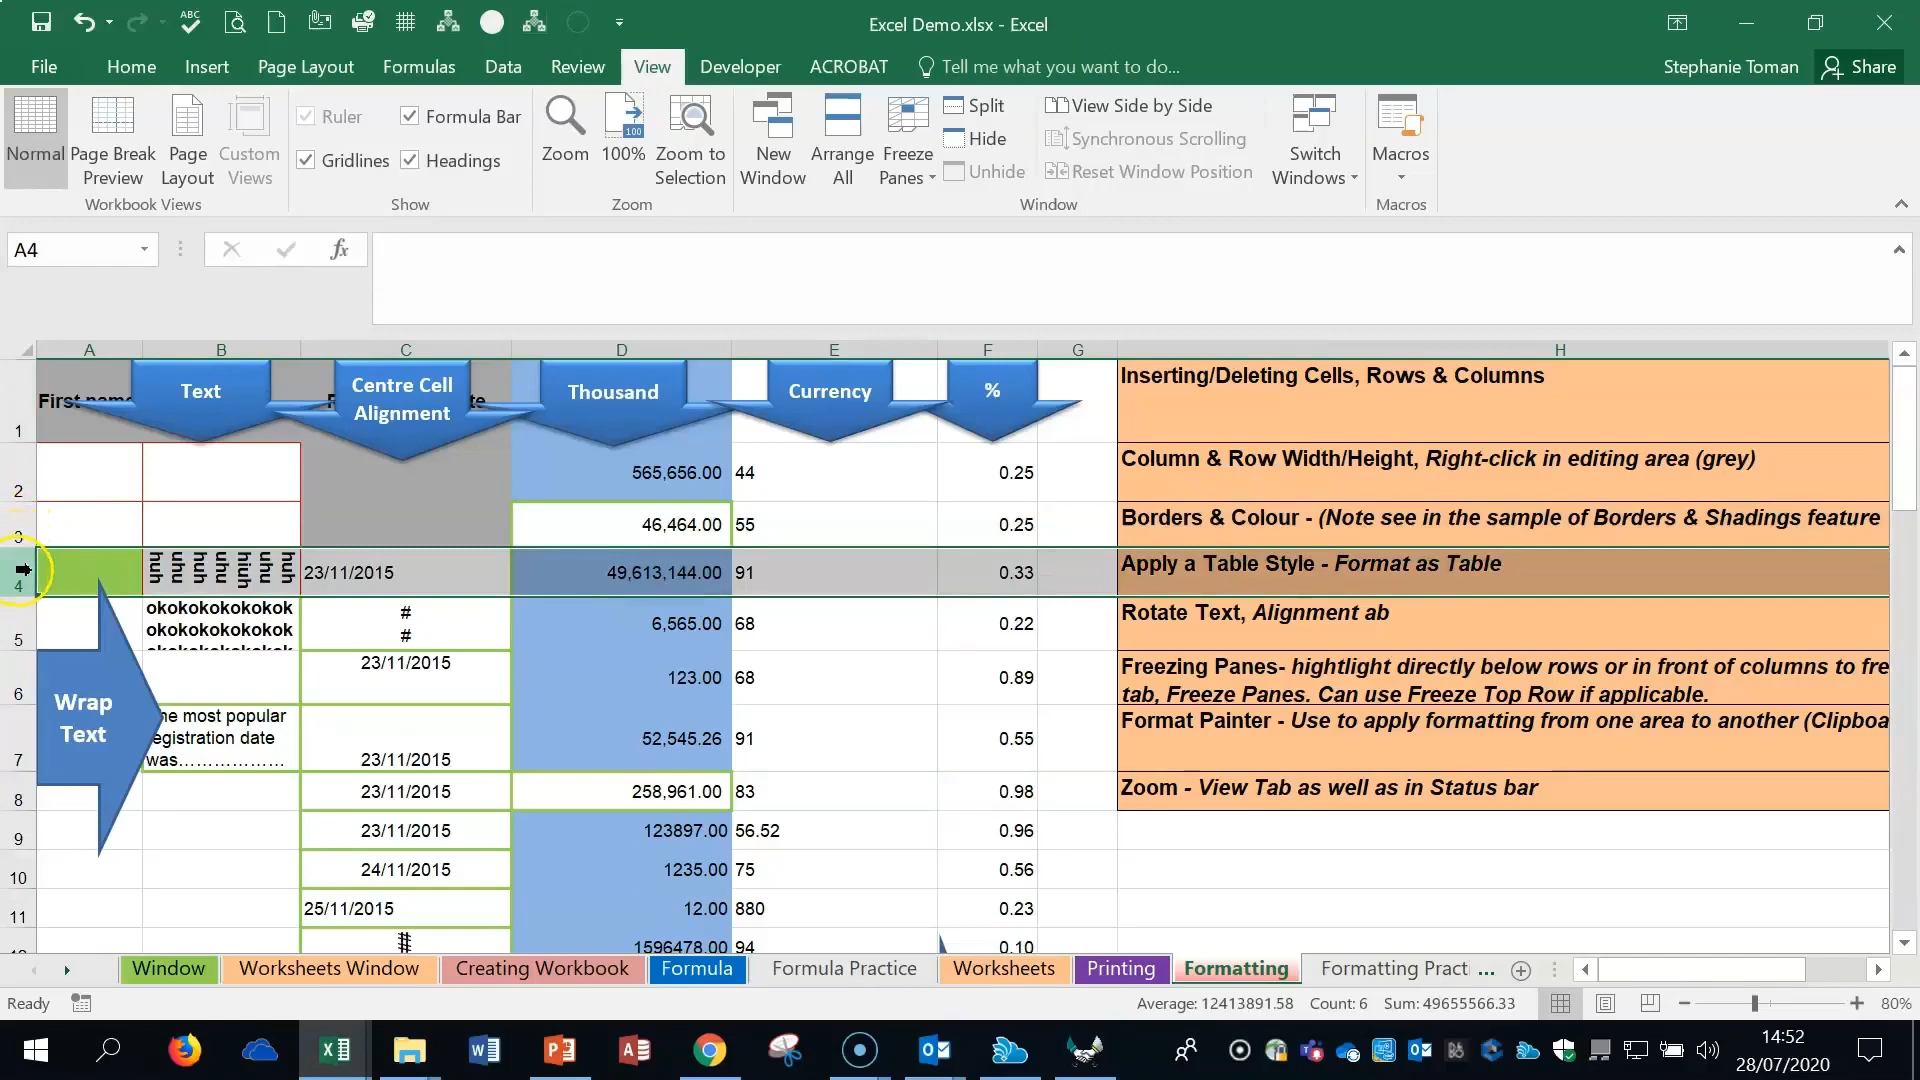 ABC
Excel Demo.xlsx - Excel
File Home Insert Page Layout Formulas Data Review View Developer ACROBAT Tell me what you want to do... Stephanie Toman Share
Normal Page Break Preview Page Layout Custom Views
Workbook Views
Ruler Formula Bar
Gridlines Headings
Show
Zoom 100% Zoom to Selection
100
Zoom
New Window Arrange All Freeze Panes
Split View Side by Side
Hide Synchronous Scrolling
Unhide Reset Window Position
Switch Windows
Window
Macros
Macros
A4 fx
A B C D E F G H
1 First name Text Centre Cell Alignment Thousand Currency % Inserting/Deleting Cells, Rows & Columns
2 565,656.00 44 0.25 Column & Row Width/Height, Right-click in editing area (grey)
3 46,464.00 55 0.25 Borders & Colour - (Note see in the sample of Borders & Shadings feature
4 huh uhu huh uhu hiuh uhu huh 23/11/2015 49,613,144.00 91 0.33 Apply a Table Style - Format as Table
5 okokokokokokok
okokokokokokok
#
#
6,565.00 68 0.22 Rotate Text, Alignment ab
6 23/11/2015 123.00 68 0.89 Freezing Panes- hightlight directly below rows or in front of columns to fre
tab, Freeze Panes. Can use Freeze Top Row if applicable.
Wrap
Text
7 he most popular
egistration date
was………………
23/11/2015 52,545.26 91 0.55 Format Painter - Use to apply formatting from one area to another (Clipboa
8 23/11/2015 258,961.00 83 0.98 Zoom - View Tab as well as in Status bar
9 23/11/2015 123897.00 56.52 0.96
10 24/11/2015 1235.00 75 0.56
11 25/11/2015 12.00 880 0.23
# 1596478.00 94 0.10
Window Worksheets Window Creating Workbook Formula Formula Practice Worksheets Printing Formatting Formatting Pract ...
Ready Average: 12413891.58 Count: 6 Sum: 49655566.33 80%
14:52
28/07/2020